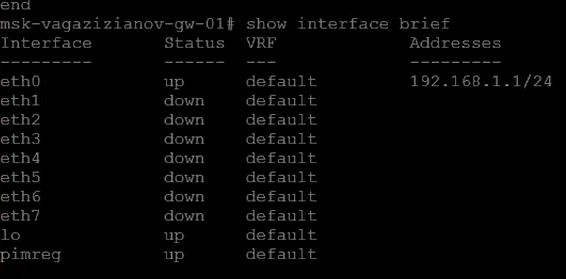 end
msk-vagazizianov-gw-01# show interface brief
Interface Status VRF Addresses
--------- ------ --- ---------
eth0 up default 192.168.1.1/24
eth1 down default
eth2 down default
eth3 down default
eth4 down default
eth5 down default
eth6 down default
eth7 down default
lo up default
pimreg up default